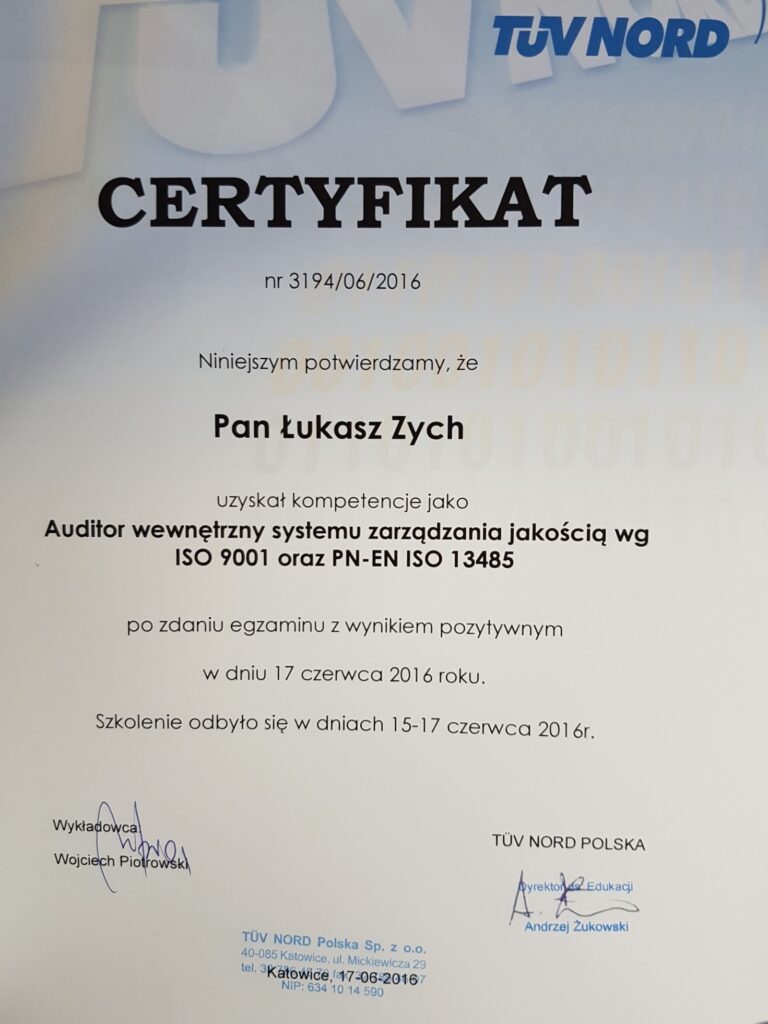 TÜV NORD
CERTYFIKAT
nr 3194/06/2016
Niniejszym potwierdzamy, że
Pan Łukasz Zych
uzyskał kompetencje jako
Auditor wewnętrzny systemu zarządzania jakością wg
ISO 9001 oraz PN-EN ISO 13485
po zdaniu egzaminu z wynikiem pozytywnym
w dniu 17 czerwca 2016 roku.
Szkolenie odbyło się w dniach 15-17 czerwca 2016r.
Wykładowca
Wojciech Piotrowski
TÜV NORD POLSKA
Dyrektor ds Edukacji
Andrzej Żukowski
TÜV NORD Polska Sp. z o.o.
40-085 Katowice, ul. Mickiewicza 29
tel.
Katowice, 17-06-2016
NIP: 634 10 14 590